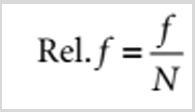 Rel. f = f/N